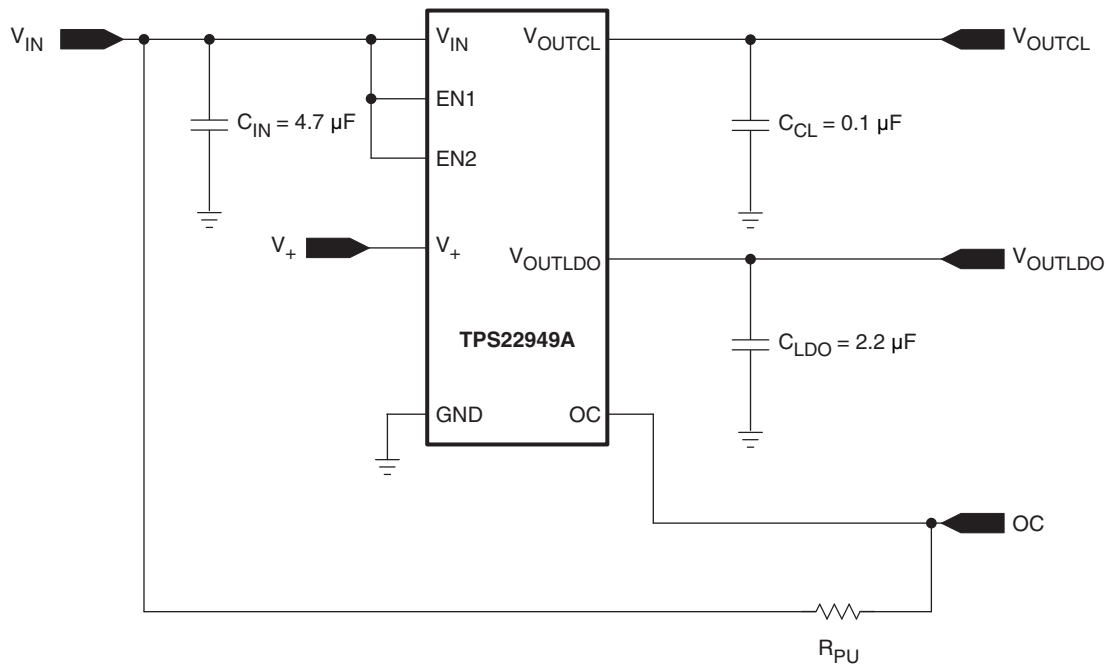 V_IN
V_IN
V_OUTCL
V_OUTCL
EN1
C_IN = 4.7 µF
C_CL = 0.1 µF
EN2
V_+
V_+
V_OUTLDO
V_OUTLDO
TPS22949A
C_LDO = 2.2 µF
GND
OC
OC
R_PU